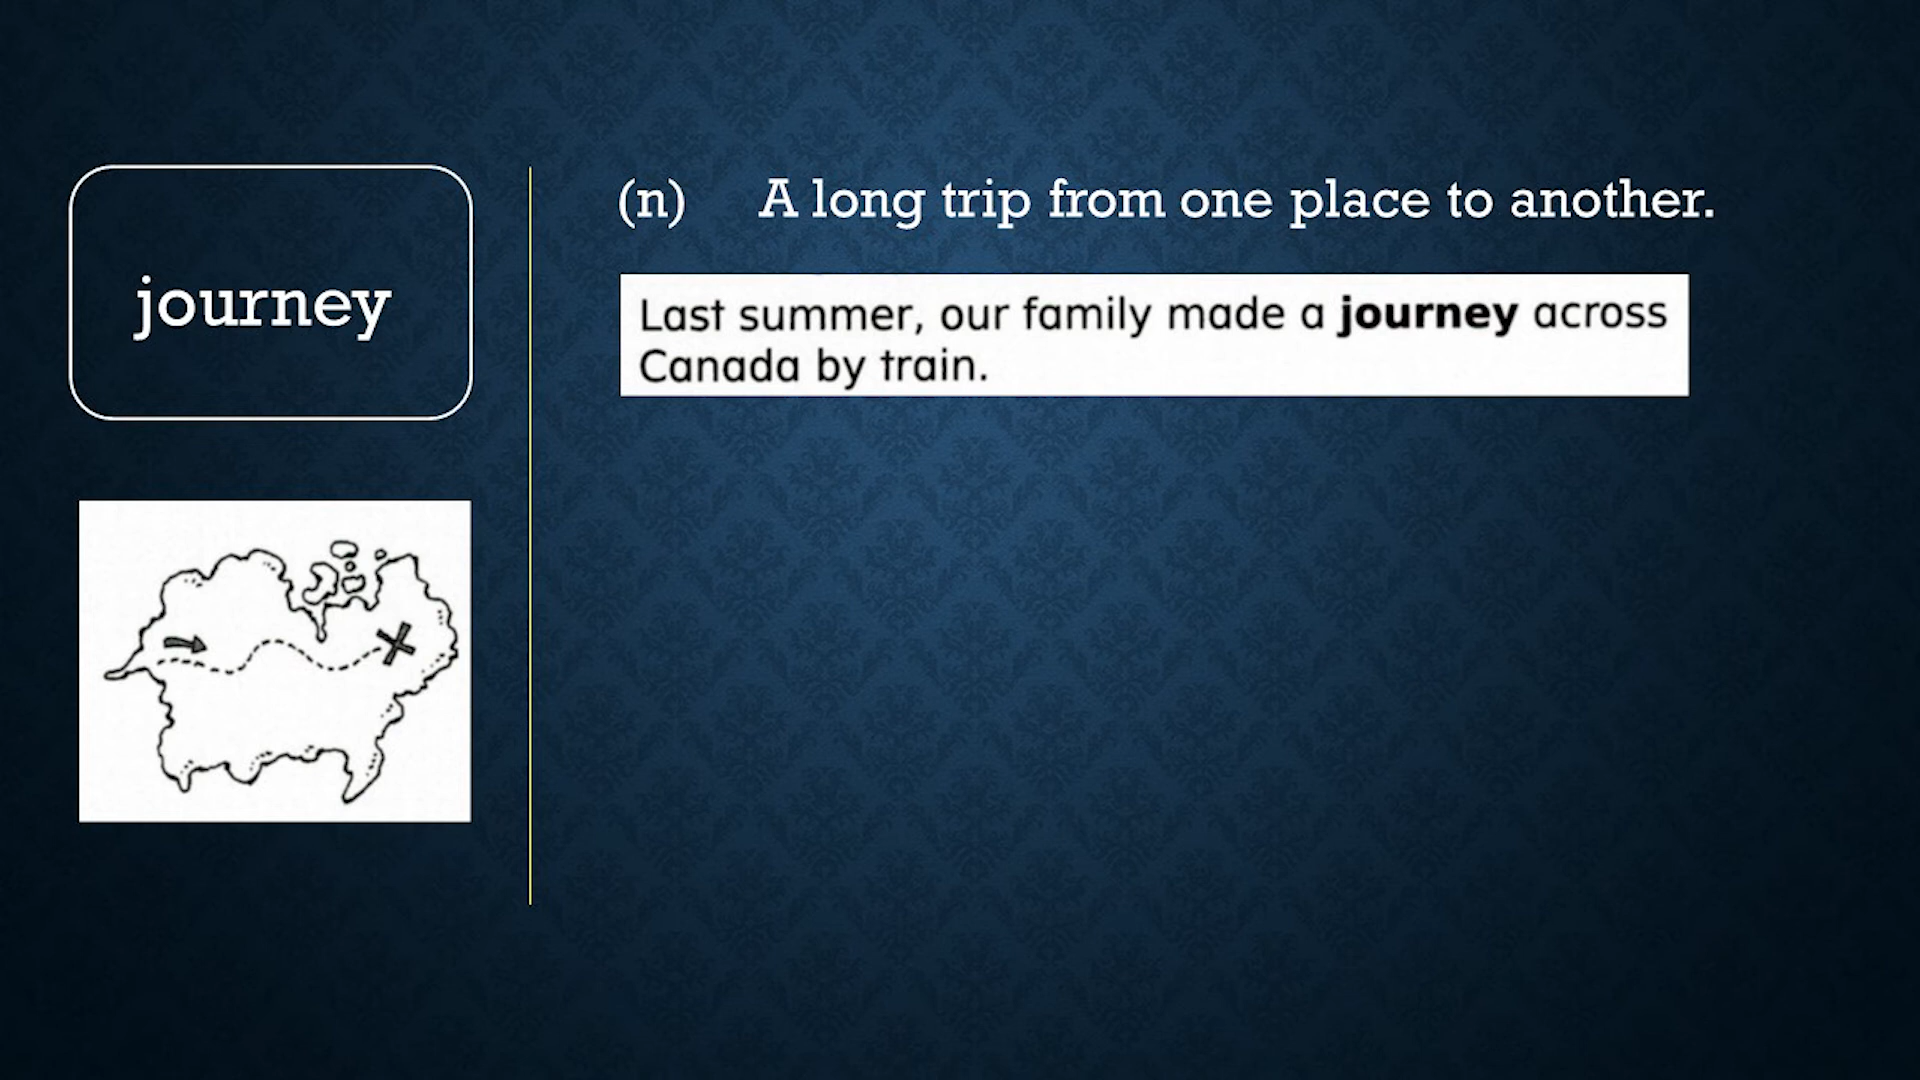 journey
(n) A long trip from one place to another.
Last summer, our family made a journey across
Canada by train.